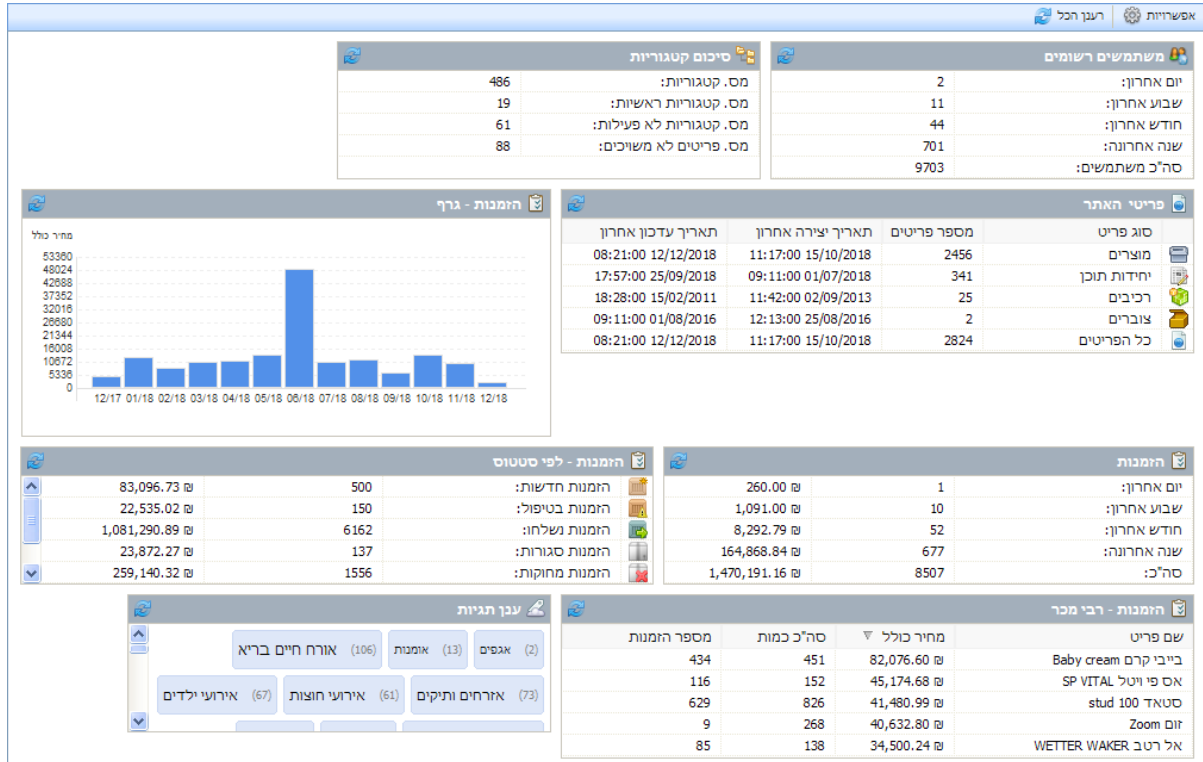 אפשרויות רענן הכל
משתמשים רשומים
יום אחרון: 2
שבוע אחרון: 11
חודש אחרון: 44
שנה אחרונה: 701
סה"כ משתמשים: 9703
סיכום קטגוריות
מס. קטגוריות: 486
מס. קטגוריות ראשיות: 19
מס. קטגוריות לא פעילות: 61
מס. פריטים לא משויכים: 88
פריטי האתר
סוג פריט מספר פריטים תאריך יצירה אחרון תאריך עדכון אחרון
מוצרים 2456 11:17:00 15/10/2018 08:21:00 12/12/2018
יחידות תוכן 341 09:11:00 01/07/2018 17:57:00 25/09/2018
רכיבים 25 11:42:00 02/09/2013 18:28:00 15/02/2011
צוברים 2 12:13:00 25/08/2016 09:11:00 01/08/2016
כל הפריטים 2824 11:17:00 15/10/2018 08:21:00 12/12/2018
הזמנות - גרף
מחיר כולל
53360
48024
42688
37352
32016
26680
21344
16008
10672
5336
0
12/17 01/18 02/18 03/18 04/18 05/18 06/18 07/18 08/18 09/18 10/18 11/18 12/18
הזמנות
יום אחרון: 1 260.00 ₪
שבוע אחרון: 10 1,091.00 ₪
חודש אחרון: 52 8,292.79 ₪
שנה אחרונה: 677 164,868.84 ₪
סה"כ: 8507 1,470,191.16 ₪
הזמנות - לפי סטטוס
הזמנות חדשות: 500 83,096.73 ₪
הזמנות בטיפול: 150 22,535.02 ₪
הזמנות נשלחו: 6162 1,081,290.89 ₪
הזמנות סגורות: 137 23,872.27 ₪
הזמנות מחוקות: 1556 259,140.32 ₪
הזמנות - רבי מכר
שם פריט מחיר כולל סה"כ כמות מספר הזמנות
בייבי קרם Baby cream 82,076.60 ₪ 451 434
אס פי ויטל SP VITAL 45,174.68 ₪ 152 116
סטאד 100 stud 41,480.99 ₪ 826 629
זום Zoom 40,632.80 ₪ 268 9
אל רטב WETTER WAKER 34,500.24 ₪ 138 85
ענן תגיות
אגפים (2) אומנות (13) אורח חיים בריא (106)
אזרחים ותיקים (73) אירועי חוצות (61) אירועי ילדים (67)